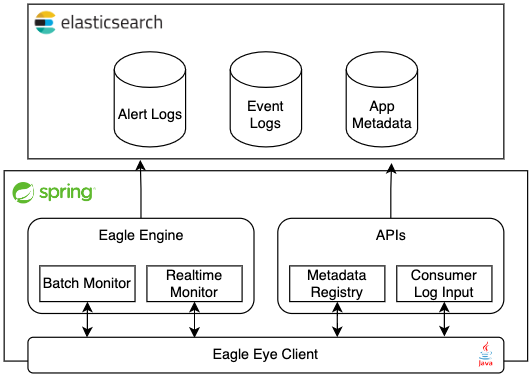 elasticsearch
Alert Logs
Event
Logs
App
Metadata
spring
Eagle Engine
APIs
Batch Monitor
Realtime
Monitor
Metadata
Registry
Consumer
Log Input
Eagle Eye Client
Java